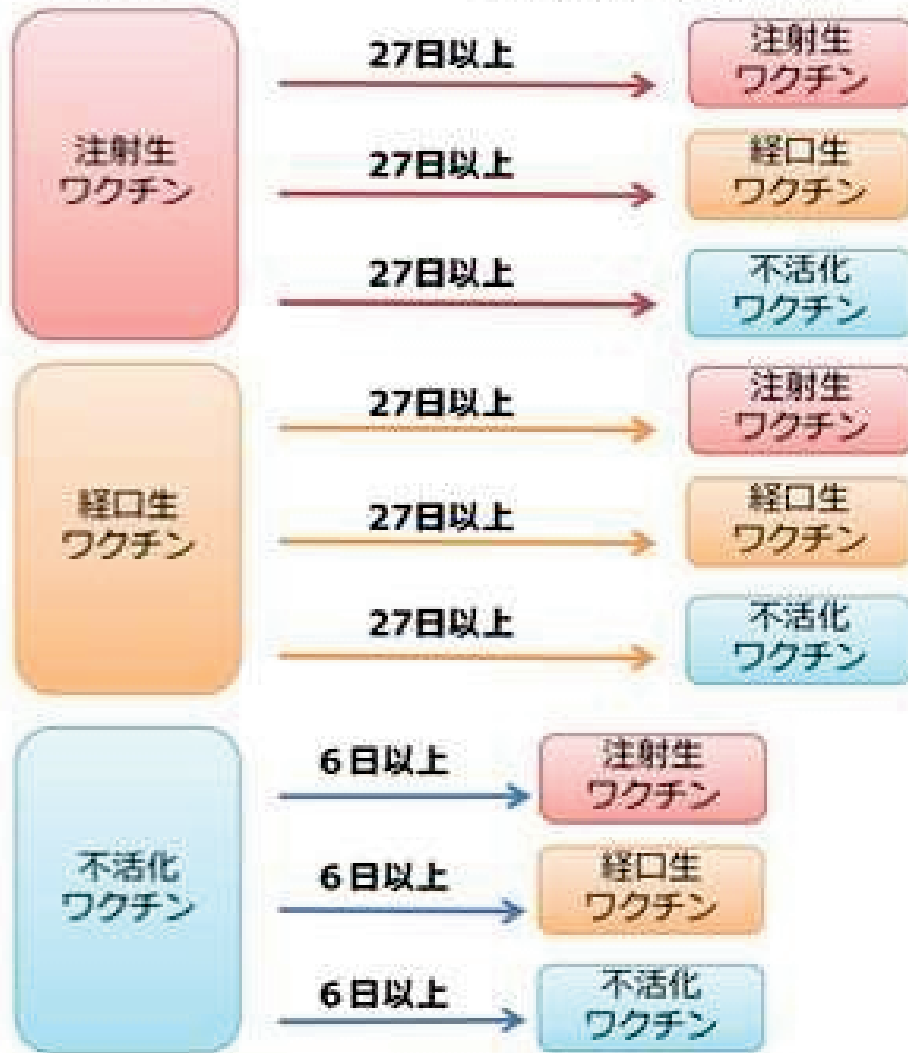 注射生
ワクチン
27日以上
注射生
ワクチン
27日以上
経口生
ワクチン
27日以上
不活化
ワクチン
経口生
ワクチン
27日以上
注射生
ワクチン
27日以上
経口生
ワクチン
27日以上
不活化
ワクチン
不活化
ワクチン
6日以上
注射生
ワクチン
6日以上
経口生
ワクチン
6日以上
不活化
ワクチン